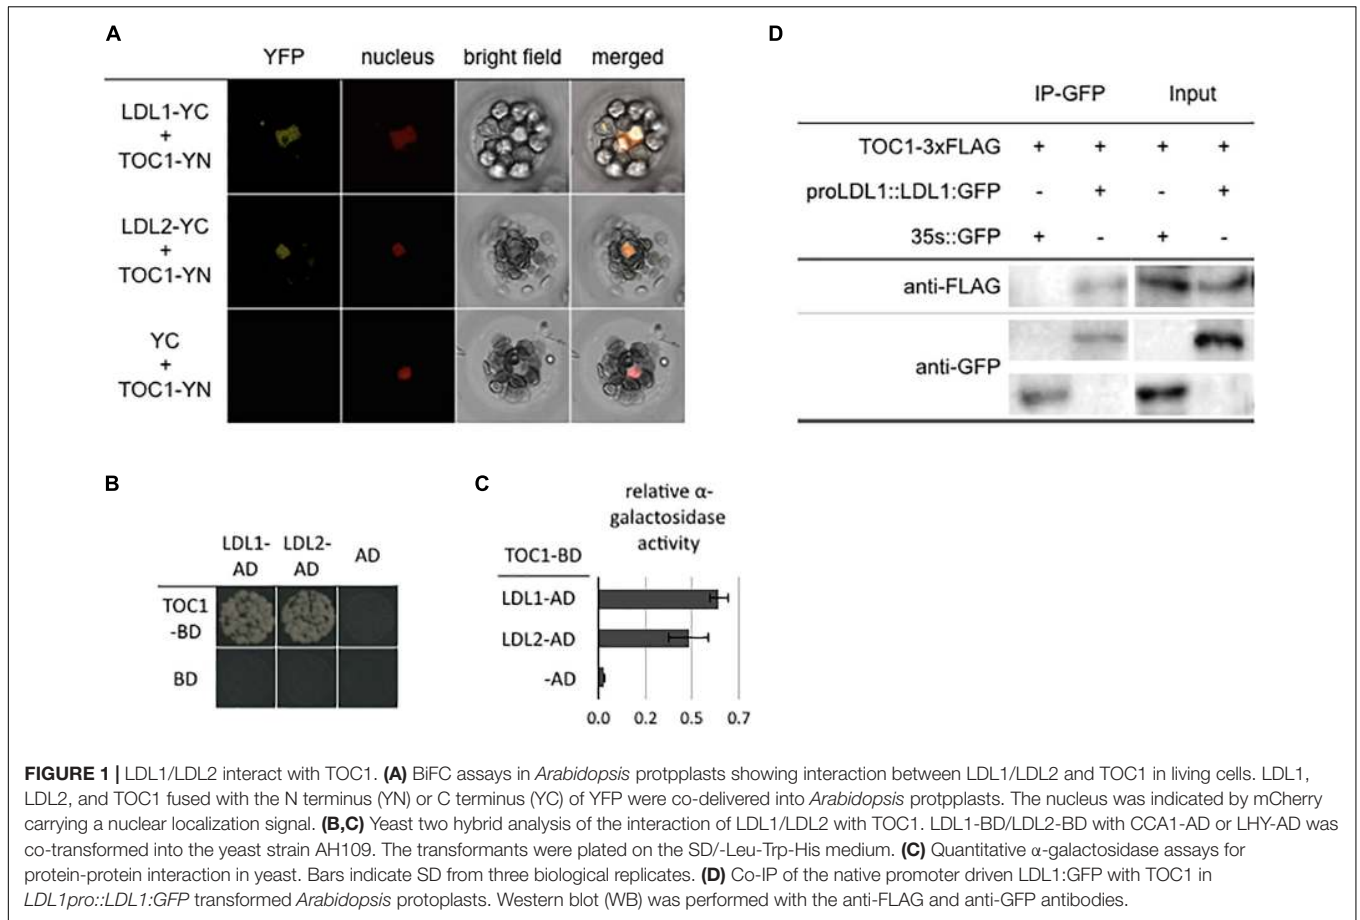 A
YFP nucleus bright field merged
LDL1-YC
+
TOC1-YN
LDL2-YC
+
TOC1-YN
YC
+
TOC1-YN
D
IP-GFP Input
TOC1-3xFLAG + + + +
proLDL1::LDL1:GFP - + - +
35s::GFP + - + -
anti-FLAG
anti-GFP
B
LDL1-AD LDL2-AD AD
TOC1
-BD
BD
C
relative α-
galactosidase
activity
TOC1-BD
LDL1-AD
LDL2-AD
-AD
0.0 0.2 0.5 0.7
FIGURE 1 | LDL1/LDL2 interact with TOC1. (A) BiFC assays in Arabidopsis protpplasts showing interaction between LDL1/LDL2 and TOC1 in living cells. LDL1,
LDL2, and TOC1 fused with the N terminus (YN) or C terminus (YC) of YFP were co-delivered into Arabidopsis protpplasts. The nucleus was indicated by mCherry
carrying a nuclear localization signal. (B,C) Yeast two hybrid analysis of the interaction of LDL1/LDL2 with TOC1. LDL1-BD/LDL2-BD with CCA1-AD or LHY-AD was
co-transformed into the yeast strain AH109. The transformants were plated on the SD/-Leu-Trp-His medium. (C) Quantitative α-galactosidase assays for
protein-protein interaction in yeast. Bars indicate SD from three biological replicates. (D) Co-IP of the native promoter driven LDL1:GFP with TOC1 in
LDL1pro::LDL1:GFP transformed Arabidopsis protoplasts. Western blot (WB) was performed with the anti-FLAG and anti-GFP antibodies.